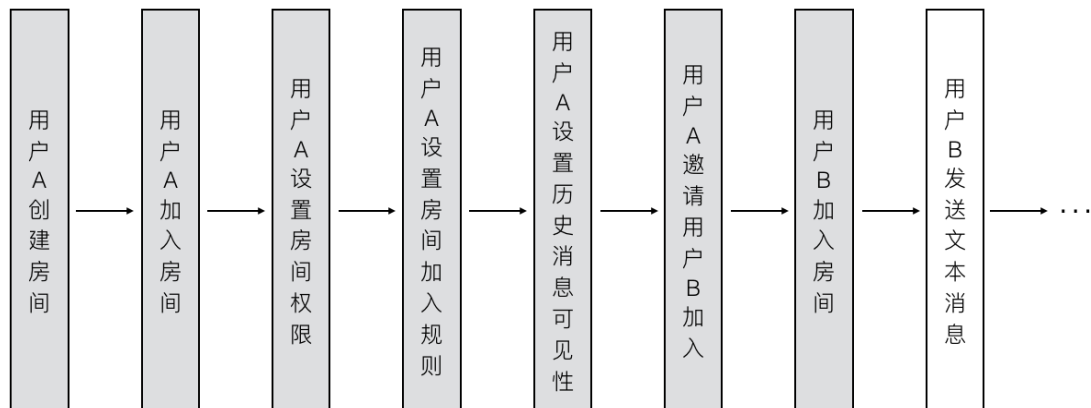 用户A创建房间
用户A加入房间
用户A设置房间权限
用户A设置房间加入规则
用户A设置历史消息可见性
用户A邀请用户B加入
用户B加入房间
用户B发送文本消息
···